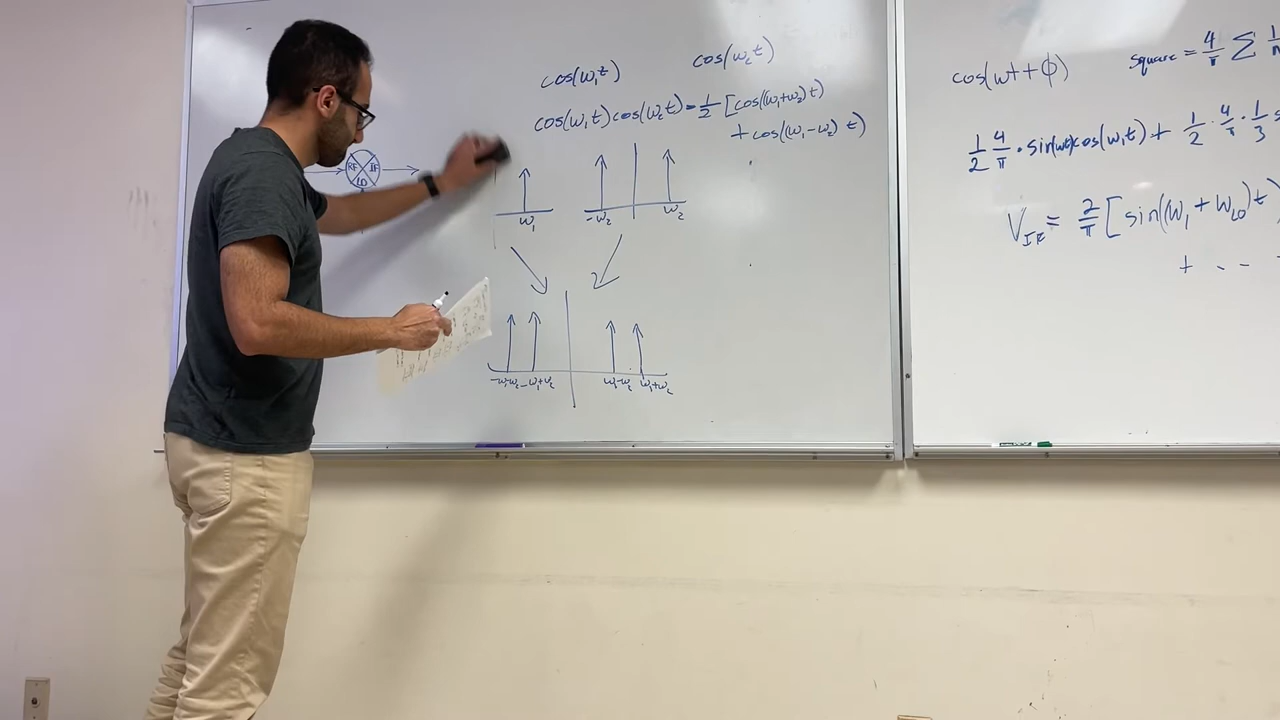 cos(ω₁t)
cos(ω₂t)
cos(ω₁t)cos(ω₂t)=½[cos((ω₁+ω₂)t)
+cos((ω₁-ω₂)t)
RF IF
LO
ω₁
-ω₂ ω₂
-ω₁-ω₂ -ω₁+ω₂ ω₁-ω₂ ω₁+ω₂
cos(ωt+ϕ)
Square = 4/π Σ
1/2 4/π · sin(ωt)cos(ω₁t) + 1/2 · 4/π · 1/3
V_IF = 2/π [sin((ω₁+ω_LO)t)
+ . - -